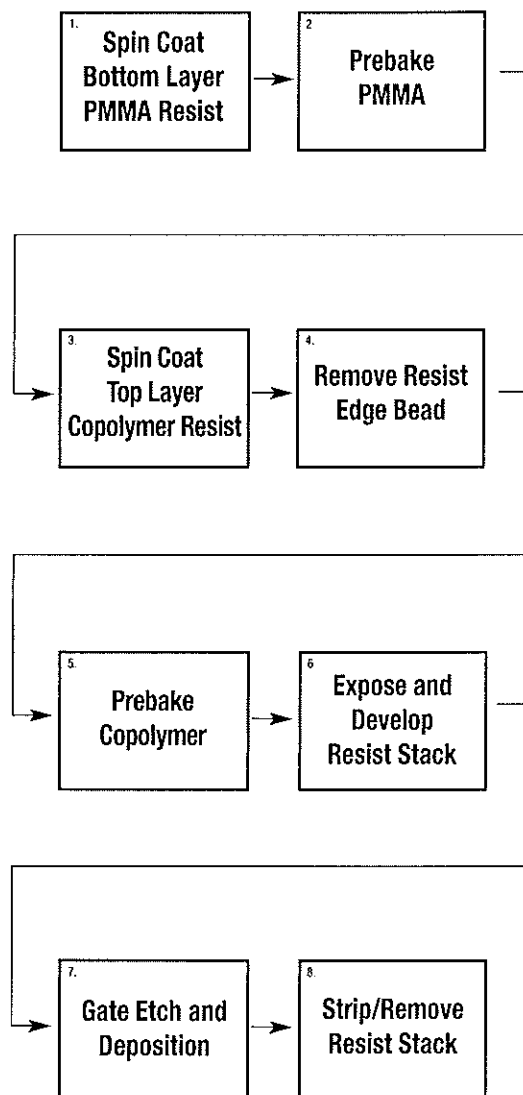 1.
Spin Coat
Bottom Layer
PMMA Resist
2
Prebake
PMMA
3.
Spin Coat
Top Layer
Copolymer Resist
4.
Remove Resist
Edge Bead
5.
Prebake
Copolymer
6
Expose and
Develop
Resist Stack
7.
Gate Etch and
Deposition
8.
Strip/Remove
Resist Stack